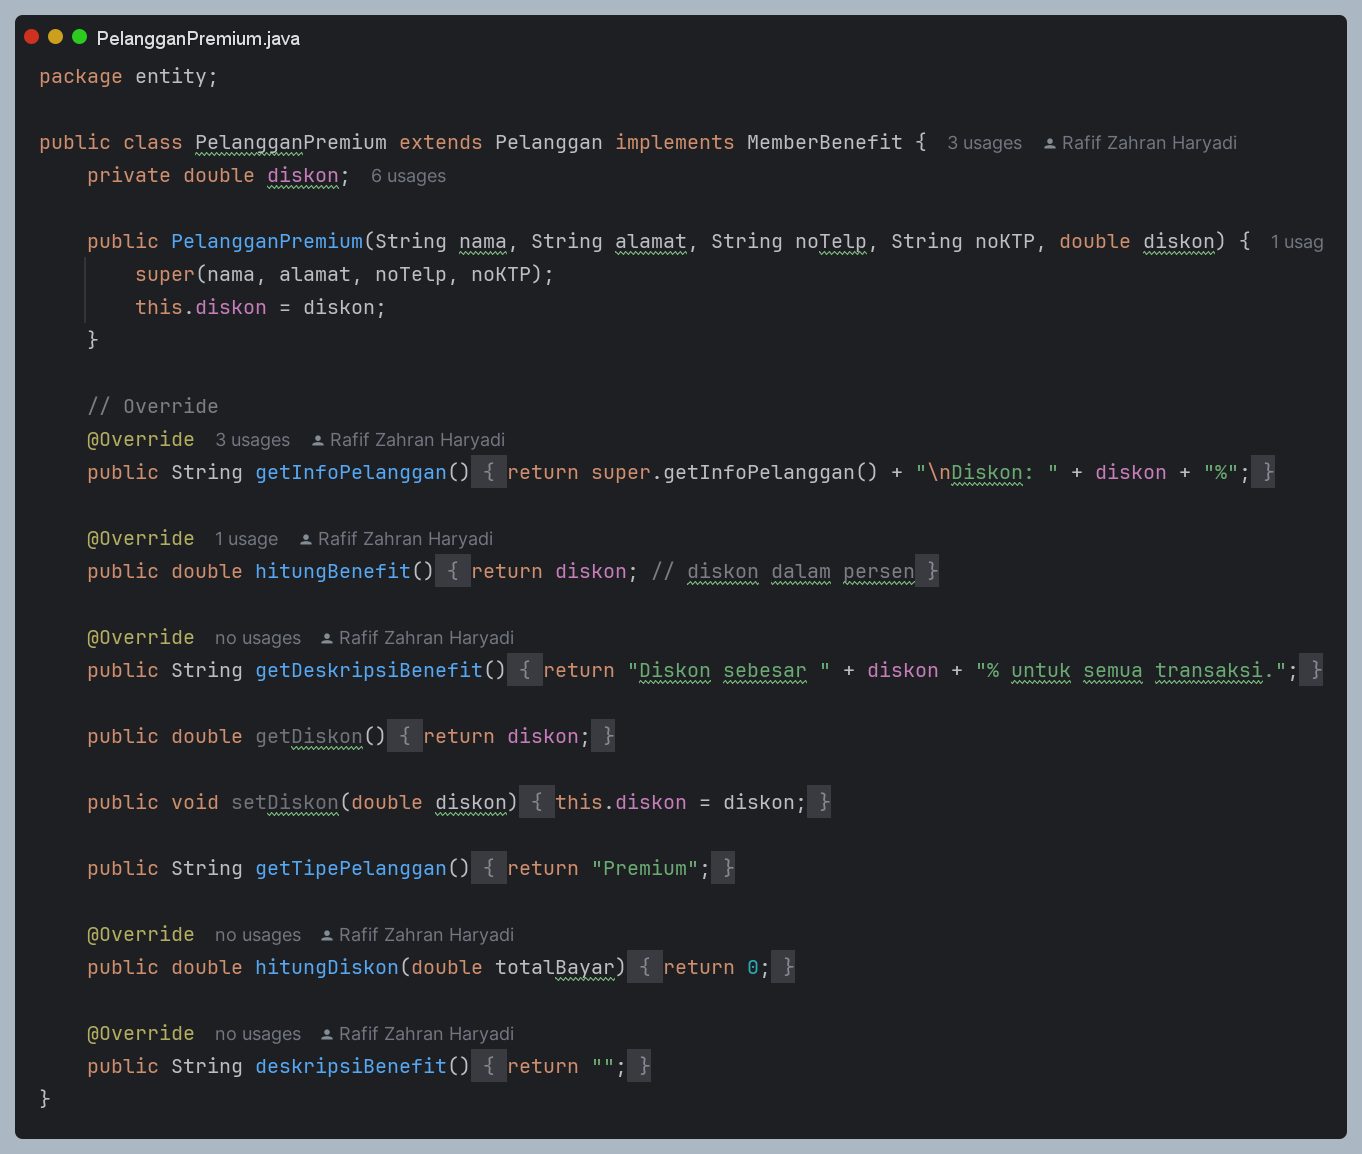 PelangganPremium.java
package entity;
public class PelangganPremium extends Pelanggan implements MemberBenefit { 3 usages Rafif Zahran Haryadi
private double diskon; 6 usages
public PelangganPremium(String nama, String alamat, String noTelp, String noKTP, double diskon) { 1 usag
super(nama, alamat, noTelp, noKTP);
this.diskon = diskon;
}
// Override
@Override 3 usages Rafif Zahran Haryadi
public String getInfoPelanggan() { return super.getInfoPelanggan() + "\nDiskon: " + diskon + "%"; }
@Override 1 usage Rafif Zahran Haryadi
public double hitungBenefit() { return diskon; // diskon dalam persen }
@Override no usages Rafif Zahran Haryadi
public String getDeskripsiBenefit() { return "Diskon sebesar " + diskon + "% untuk semua transaksi."; }
public double getDiskon() { return diskon; }
public void setDiskon(double diskon) { this.diskon = diskon; }
public String getTipePelanggan() { return "Premium"; }
@Override no usages Rafif Zahran Haryadi
public double hitungDiskon(double totalBayar) { return 0; }
@Override no usages Rafif Zahran Haryadi
public String deskripsiBenefit() { return ""; }
}